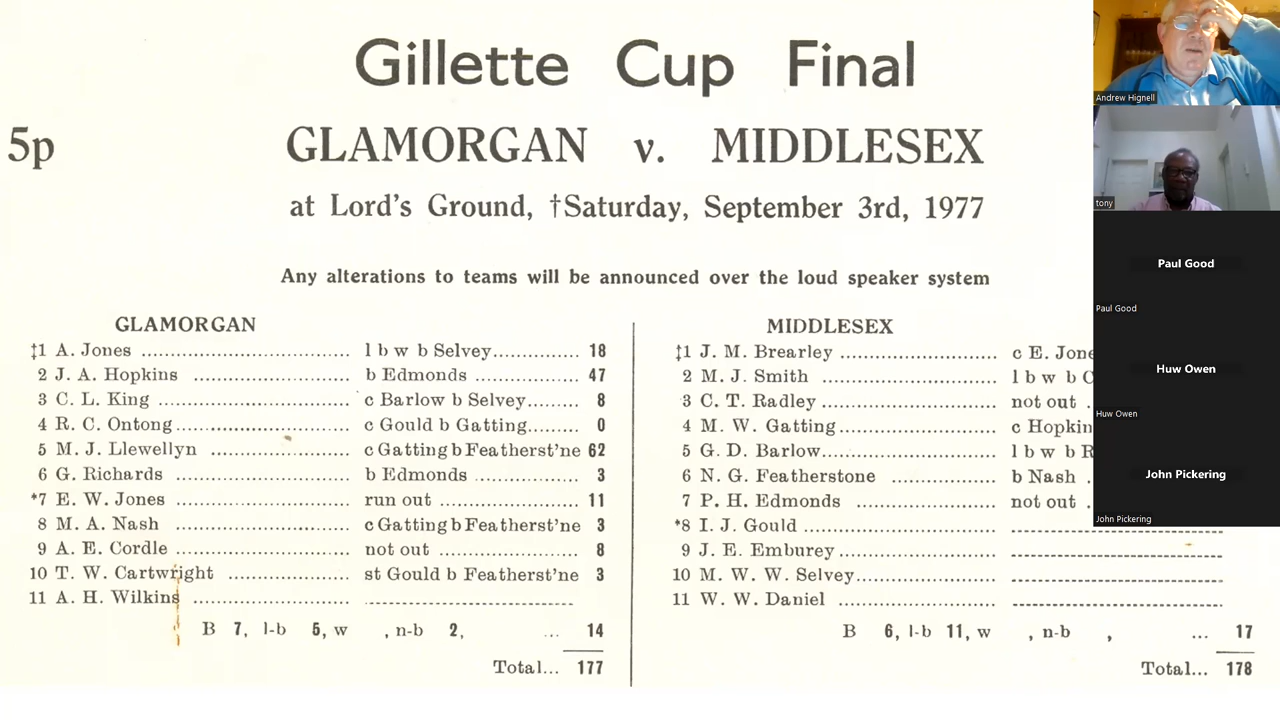 Gillette Cup Final
5p GLAMORGAN v. MIDDLESEX
at Lord's Ground, †Saturday, September 3rd, 1977
Any alterations to teams will be announced over the loud speaker system
GLAMORGAN
‡1 A. Jones .................................... l b w b Selvey............... 18
2 J. A. Hopkins ........................... b Edmonds .................. 47
3 C. L. King ................................ c Barlow b Selvey......... 8
4 R. C. Ontong............................ c Gould b Gatting......... 0
5 M. J. Llewellyn ........................ c Gatting b Featherst'ne 62
6 G. Richards .............................. b Edmonds .................. 3
*7 E. W. Jones ............................. run out ........................ 11
8 M. A. Nash .............................. c Gatting b Featherst'ne 3
9 A. E. Cordle .............................. not out ........................ 8
10 T. W. Cartwright ..................... st Gould b Featherst'ne 3
11 A. H. Wilkins ........................... ...................................
B 7, l-b 5, w , n-b 2, ... 14
Total... 177
MIDDLESEX
‡1 J. M. Brearley ........................... c E. Jone
2 M. J. Smith .............................. l b w b C
3 C. T. Radley .............................. not out .
4 M. W. Gatting........................... c Hopkin
5 G. D. Barlow.............................. l b w b R
6 N. G. Featherstone .................. b Nash .
7 P. H. Edmonds ........................ not out .
*8 I. J. Gould .............................. ...................................
9 J. E. Emburey........................... ...................................
10 M. W. W. Selvey........................ ...................................
11 W. W. Daniel ........................... ...................................
B 6, l-b 11, w , n-b , ... 17
Total... 178
Andrew Hignell
tony
Paul Good
Paul Good
Huw Owen
Huw Owen
John Pickering
John Pickering